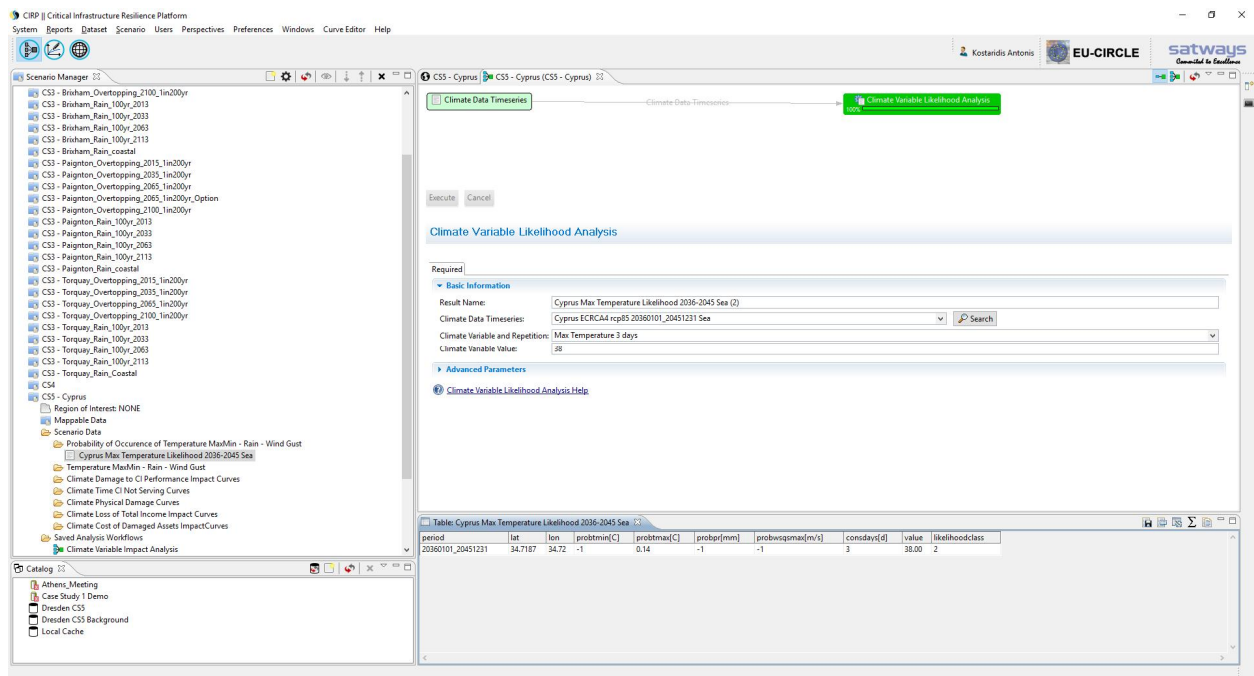 CIRP || Critical Infrastructure Resilience Platform
System Reports Dataset Scenario Users Perspectives Preferences Windows Curve Editor Help
Kostaridis Antonis
EU-CIRCLE
satways
Committed to Excellence
Scenario Manager
CS3 - Brixham_Overtopping_2100_1in200yr
CS3 - Brixham_Rain_100yr_2013
CS3 - Brixham_Rain_100yr_2033
CS3 - Brixham_Rain_100yr_2063
CS3 - Brixham_Rain_100yr_2113
CS3 - Brixham_Rain_coastal
CS3 - Paignton_Overtopping_2015_1in200yr
CS3 - Paignton_Overtopping_2035_1in200yr
CS3 - Paignton_Overtopping_2065_1in200yr
CS3 - Paignton_Overtopping_2065_1in200yr_Option
CS3 - Paignton_Overtopping_2100_1in200yr
CS3 - Paignton_Rain_100yr_2013
CS3 - Paignton_Rain_100yr_2033
CS3 - Paignton_Rain_100yr_2063
CS3 - Paignton_Rain_100yr_2113
CS3 - Paignton_Rain_coastal
CS3 - Torquay_Overtopping_2015_1in200yr
CS3 - Torquay_Overtopping_2035_1in200yr
CS3 - Torquay_Overtopping_2065_1in200yr
CS3 - Torquay_Overtopping_2100_1in200yr
CS3 - Torquay_Rain_100yr_2013
CS3 - Torquay_Rain_100yr_2033
CS3 - Torquay_Rain_100yr_2063
CS3 - Torquay_Rain_100yr_2113
CS3 - Torquay_Rain_Coastal
CS4
CS5 - Cyprus
Region of Interest: NONE
Mappable Data
Scenario Data
Probability of Occurence of Temperature MaxMin - Rain - Wind Gust
Cyprus Max Temperature Likelihood 2036-2045 Sea
Temperature MaxMin - Rain - Wind Gust
Climate Damage to CI Performance Impact Curves
Climate Time CI Not Serving Curves
Climate Physical Damage Curves
Climate Loss of Total Income Impact Curves
Climate Cost of Damaged Assets ImpactCurves
Saved Analysis Workflows
Climate Variable Impact Analysis
Catalog
Athens_Meeting
Case Study 1 Demo
Dresden CS5
Dresden CS5 Background
Local Cache
CS5 - Cyprus CS5 - Cyprus (CS5 - Cyprus)
Climate Data Timeseries Climate Data Timeseries Climate Variable Likelihood Analysis
100%
Execute Cancel
Climate Variable Likelihood Analysis
Required
Basic Information
Result Name: Cyprus Max Temperature Likelihood 2036-2045 Sea (2)
Climate Data Timeseries: Cyprus ECRCA4 rcp85 20360101_20451231 Sea Search
Climate Variable and Repetition: Max Temperature 3 days
Climate Variable Value: 38
Advanced Parameters
Climate Variable Likelihood Analysis Help
Table: Cyprus Max Temperature Likelihood 2036-2045 Sea
period lat lon probtmin[C] probtmax[C] probpr[mm] probwsqsmax[m/s] consdays[d] value likelihoodclass
20360101_20451231 34.7187 34.72 -1 0.14 -1 -1 3 38.00 2